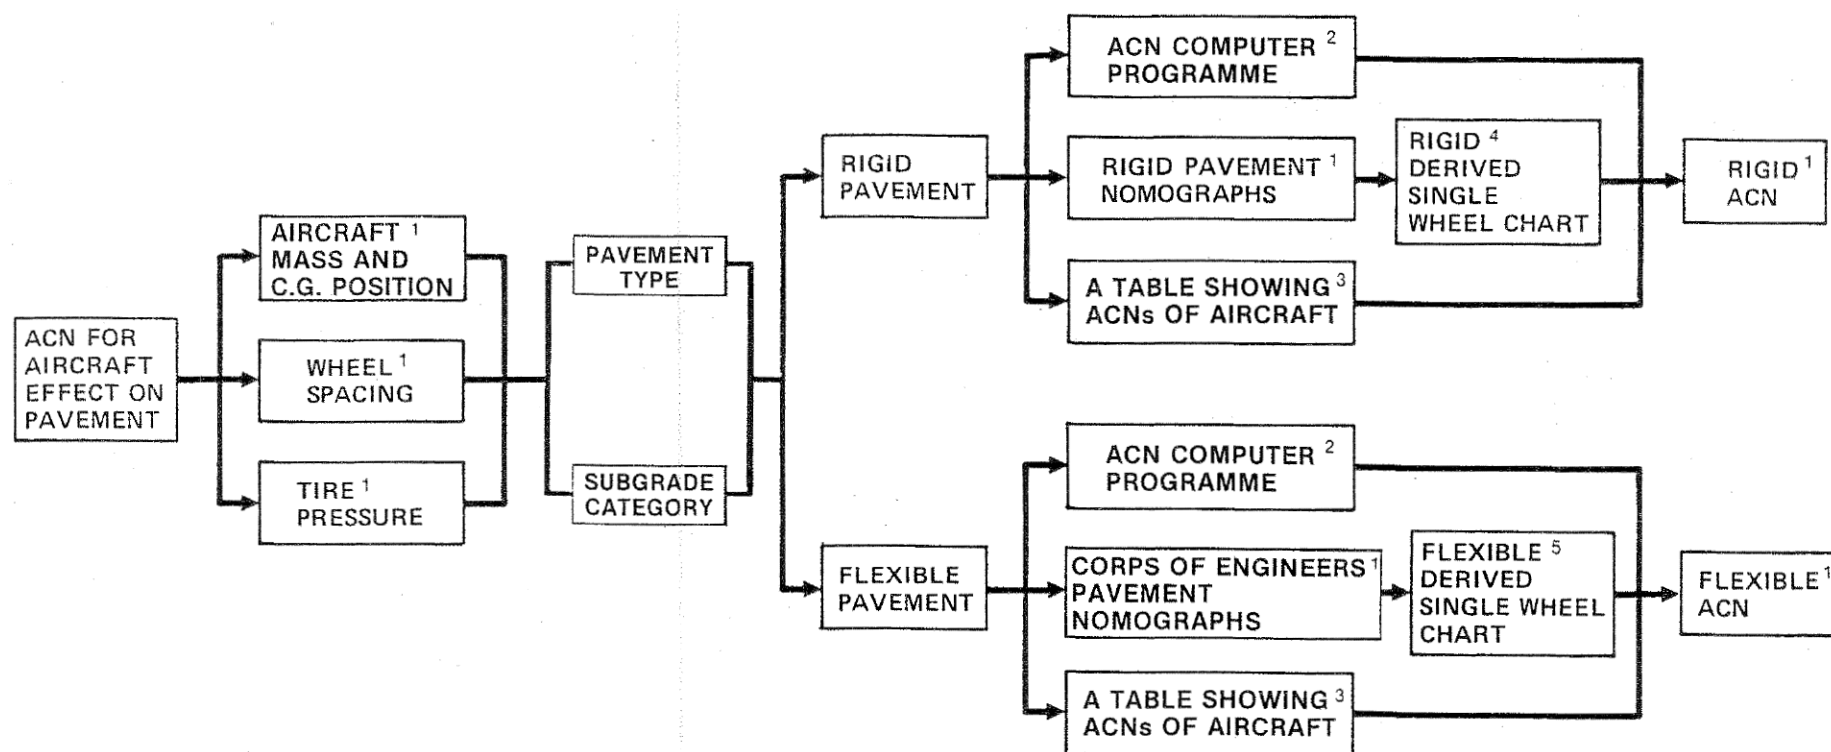 ACN FOR
AIRCRAFT
EFFECT ON
PAVEMENT
AIRCRAFT 1
MASS AND
C.G. POSITION
WHEEL 1
SPACING
TIRE 1
PRESSURE
PAVEMENT
TYPE
SUBGRADE
CATEGORY
RIGID
PAVEMENT
ACN COMPUTER 2
PROGRAMME
RIGID PAVEMENT 1
NOMOGRAPHS
A TABLE SHOWING 3
ACNs OF AIRCRAFT
RIGID 4
DERIVED
SINGLE
WHEEL CHART
RIGID 1
ACN
FLEXIBLE
PAVEMENT
ACN COMPUTER 2
PROGRAMME
CORPS OF ENGINEERS 1
PAVEMENT
NOMOGRAPHS
A TABLE SHOWING 3
ACNs OF AIRCRAFT
FLEXIBLE 5
DERIVED
SINGLE WHEEL
CHART
FLEXIBLE 1
ACN